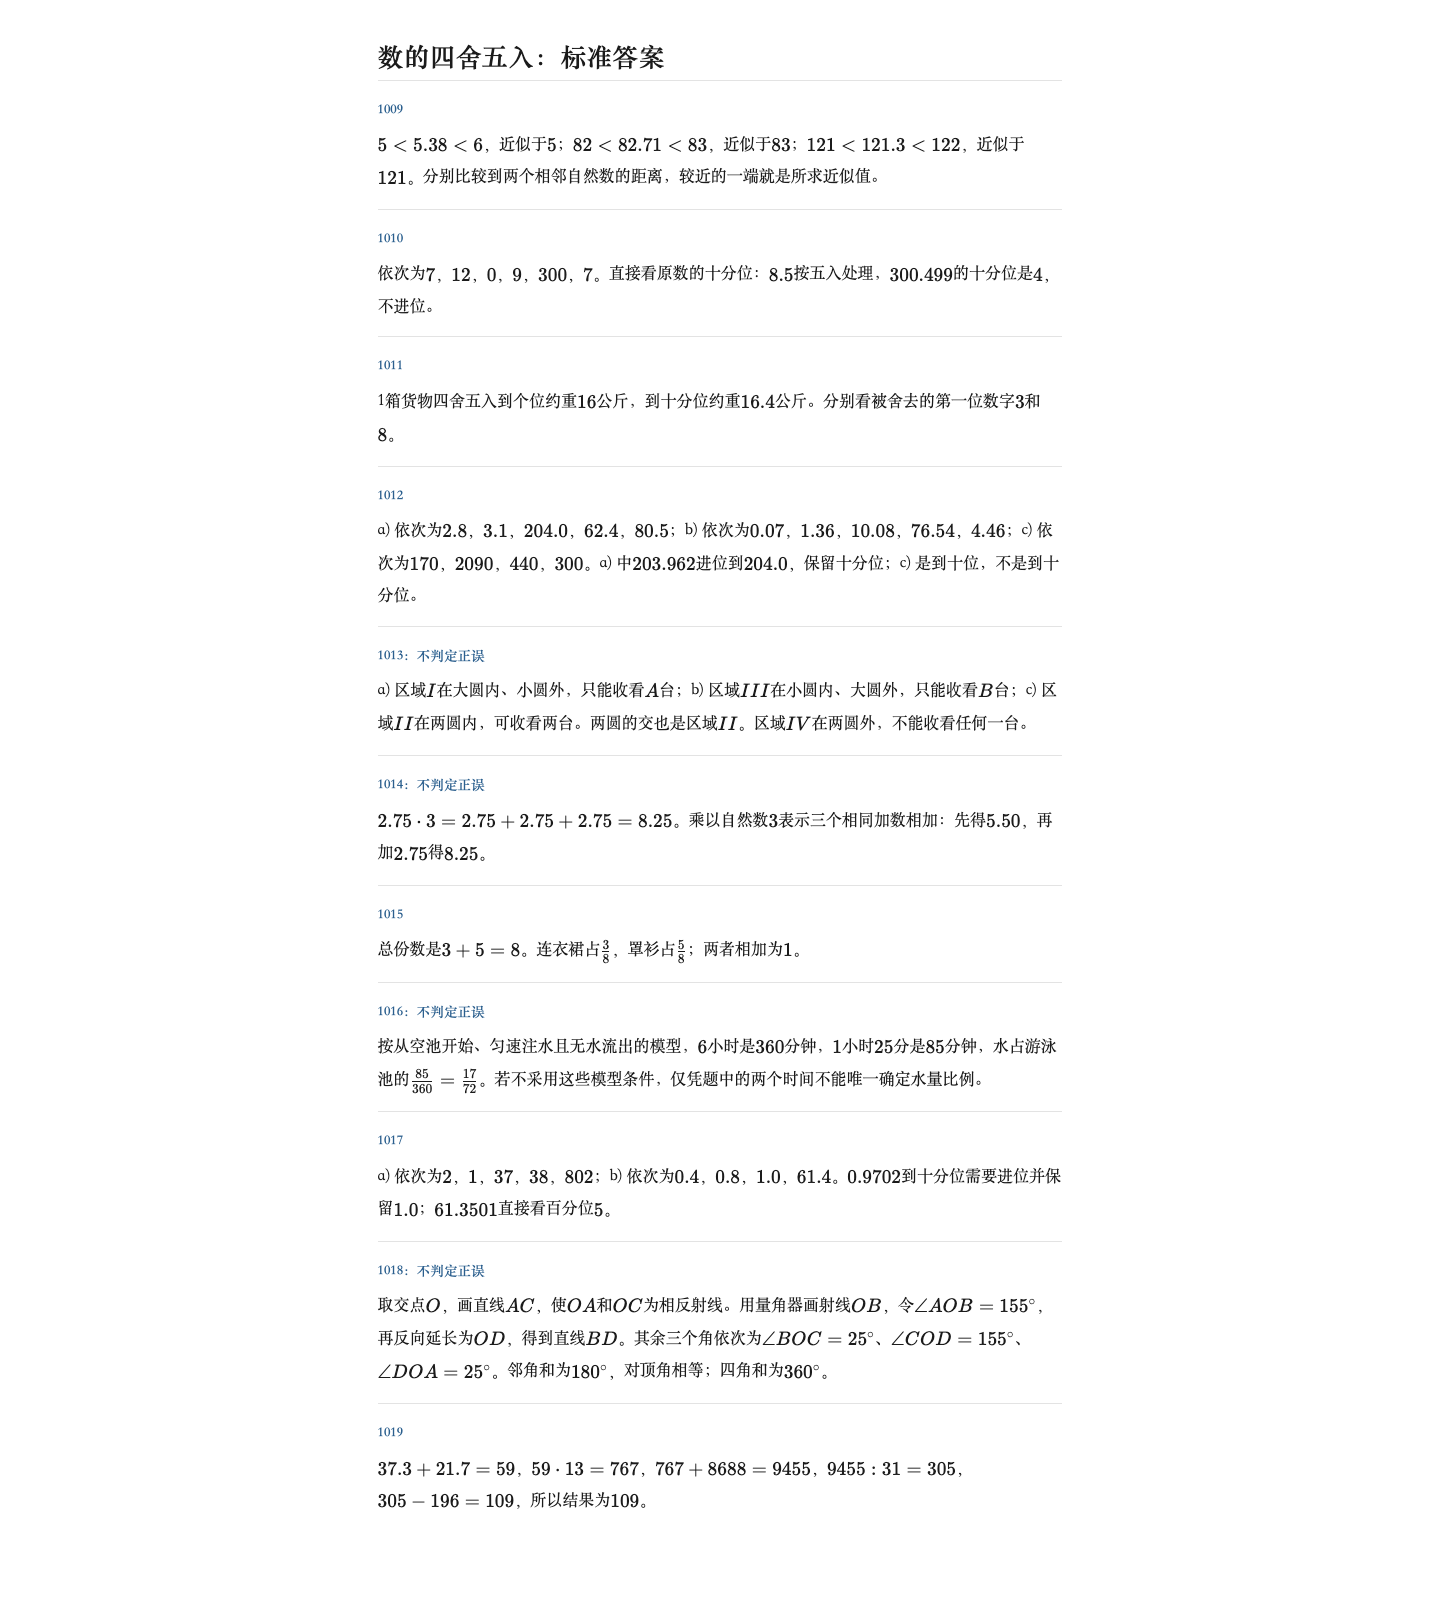 数的四舍五入：标准答案
1009
5 < 5.38 < 6，近似于5；82 < 82.71 < 83，近似于83；121 < 121.3 < 122，近似于
121。分别比较到两个相邻自然数的距离，较近的一端就是所求近似值。
1010
依次为7，12，0，9，300，7。直接看原数的十分位：8.5按五入处理，300.499的十分位是4，
不进位。
1011
1箱货物四舍五入到个位约重16公斤，到十分位约重16.4公斤。分别看被舍去的第一位数字3和
8。
1012
a) 依次为2.8，3.1，204.0，62.4，80.5；b) 依次为0.07，1.36，10.08，76.54，4.46；c) 依
次为170，2090，440，300。a) 中203.962进位到204.0，保留十分位；c) 是到十位，不是到十
分位。
1013：不判定正误
a) 区域I在大圆内、小圆外，只能收看A台；b) 区域III在小圆内、大圆外，只能收看B台；c) 区
域II在两圆内，可收看两台。两圆的交也是区域II。区域IV在两圆外，不能收看任何一台。
1014：不判定正误
2.75 · 3 = 2.75 + 2.75 + 2.75 = 8.25。乘以自然数3表示三个相同加数相加：先得5.50，再
加2.75得8.25。
1015
总份数是3 + 5 = 8。连衣裙占3/8，罩衫占5/8；两者相加为1。
1016：不判定正误
按从空池开始、匀速注水且无水流出的模型，6小时是360分钟，1小时25分是85分钟，水占游泳
池的85/360 = 17/72。若不采用这些模型条件，仅凭题中的两个时间不能唯一确定水量比例。
1017
a) 依次为2，1，37，38，802；b) 依次为0.4，0.8，1.0，61.4。0.9702到十分位需要进位并保
留1.0；61.3501直接看百分位5。
1018：不判定正误
取交点O，画直线AC，使OA和OC为相反射线。用量角器画射线OB，令∠AOB = 155°，
再反向延长为OD，得到直线BD。其余三个角依次为∠BOC = 25°、∠COD = 155°、
∠DOA = 25°。邻角和为180°，对顶角相等；四角和为360°。
1019
37.3 + 21.7 = 59，59 · 13 = 767，767 + 8688 = 9455，9455 : 31 = 305，
305 − 196 = 109，所以结果为109。